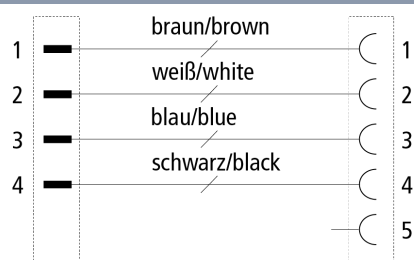 braun/brown
1 1
weiß/white
2 2
blau/blue
3 3
schwarz/black
4 4
5